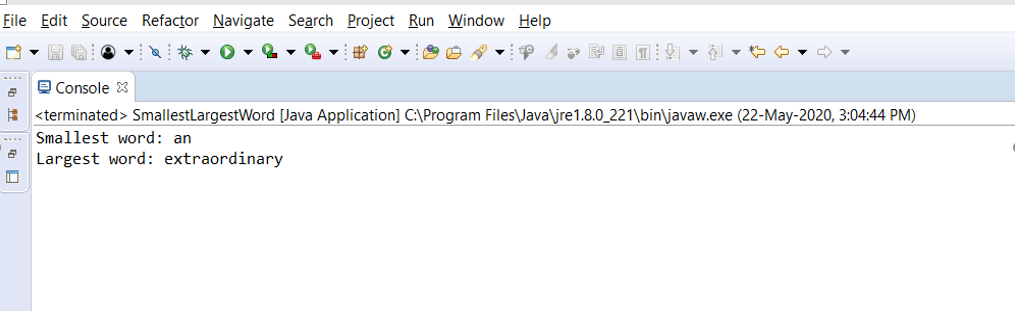 File Edit Source Refactor Navigate Search Project Run Window Help
Console
<terminated> SmallestLargestWord [Java Application] C:\Program Files\Java\jre1.8.0_221\bin\javaw.exe (22-May-2020, 3:04:44 PM)
Smallest word: an
Largest word: extraordinary